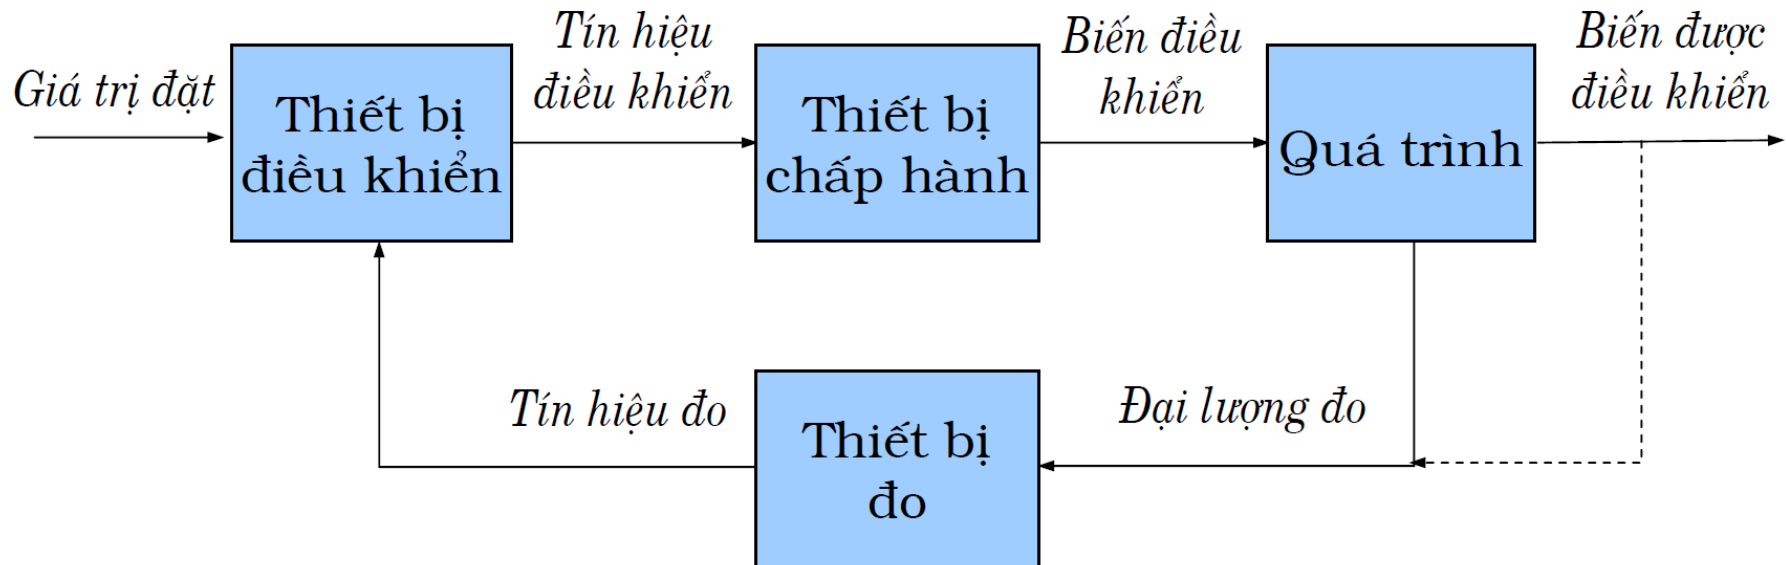 Giá trị đặt
Thiết bị
điều khiển
Tín hiệu
điều khiển
Thiết bị
chấp hành
Biến điều
khiển
Quá trình
Biến được
điều khiển
Tín hiệu đo
Thiết bị
đo
Đại lượng đo